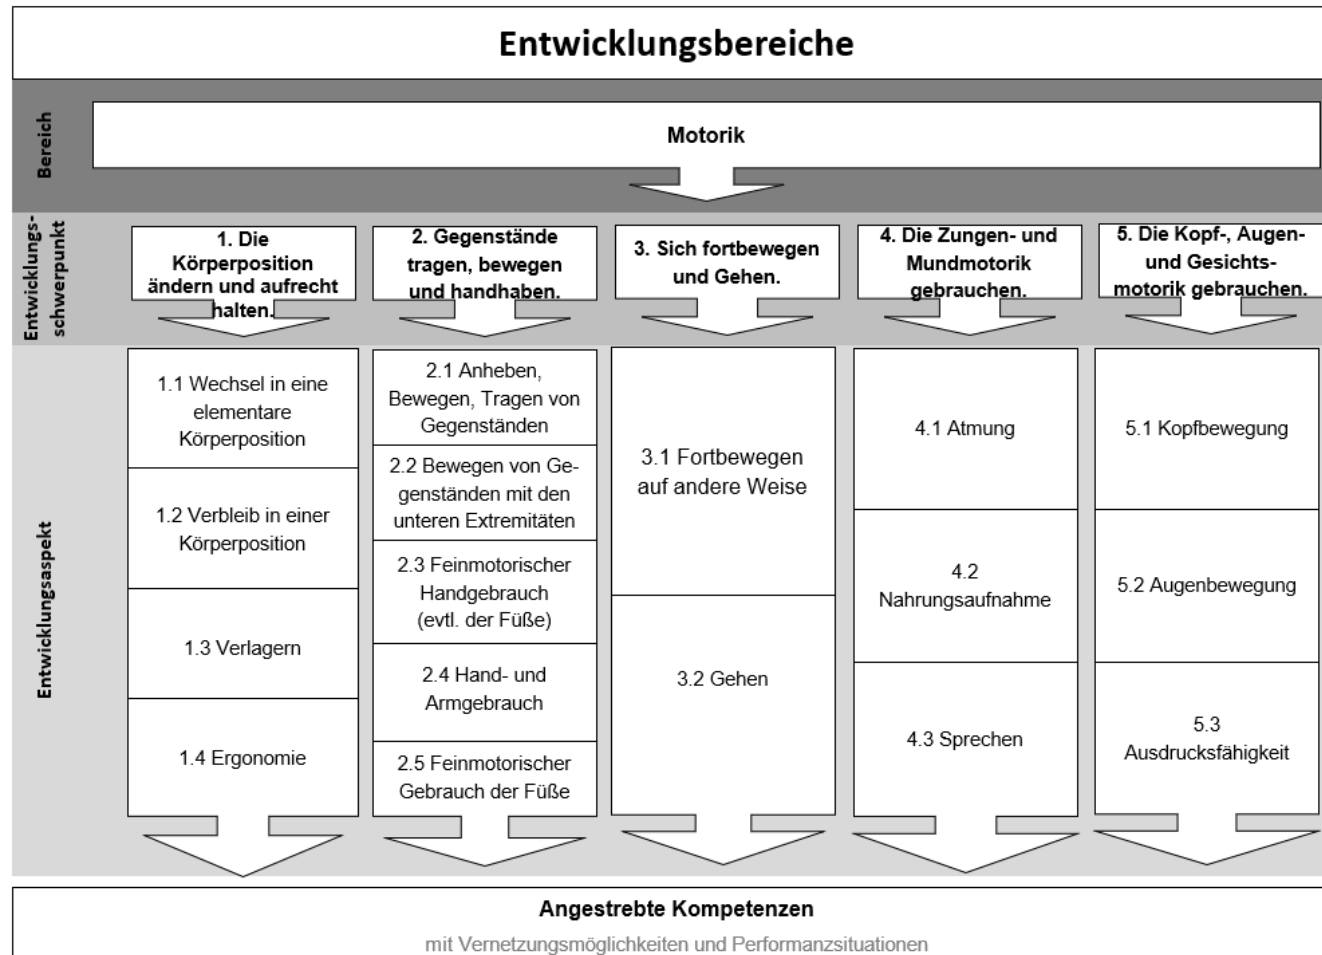 Entwicklungsbereiche
Bereich
Motorik
Entwicklungs-
schwerpunkt
1. Die
Körperposition
ändern und aufrecht
halten.
2. Gegenstände
tragen, bewegen
und handhaben.
3. Sich fortbewegen
und Gehen.
4. Die Zungen- und
Mundmotorik
gebrauchen.
5. Die Kopf-, Augen-
und Gesichts-
motorik gebrauchen.
Entwicklungsaspekt
1.1 Wechsel in eine
elementare
Körperposition
1.2 Verbleib in einer
Körperposition
1.3 Verlagern
1.4 Ergonomie
2.1 Anheben,
Bewegen, Tragen von
Gegenständen
2.2 Bewegen von Ge-
genständen mit den
unteren Extremitäten
2.3 Feinmotorischer
Handgebrauch
(evtl. der Füße)
2.4 Hand- und
Armgebrauch
2.5 Feinmotorischer
Gebrauch der Füße
3.1 Fortbewegen
auf andere Weise
3.2 Gehen
4.1 Atmung
4.2
Nahrungsaufnahme
4.3 Sprechen
5.1 Kopfbewegung
5.2 Augenbewegung
5.3
Ausdrucksfähigkeit
Angestrebte Kompetenzen
mit Vernetzungsmöglichkeiten und Performanzsituationen